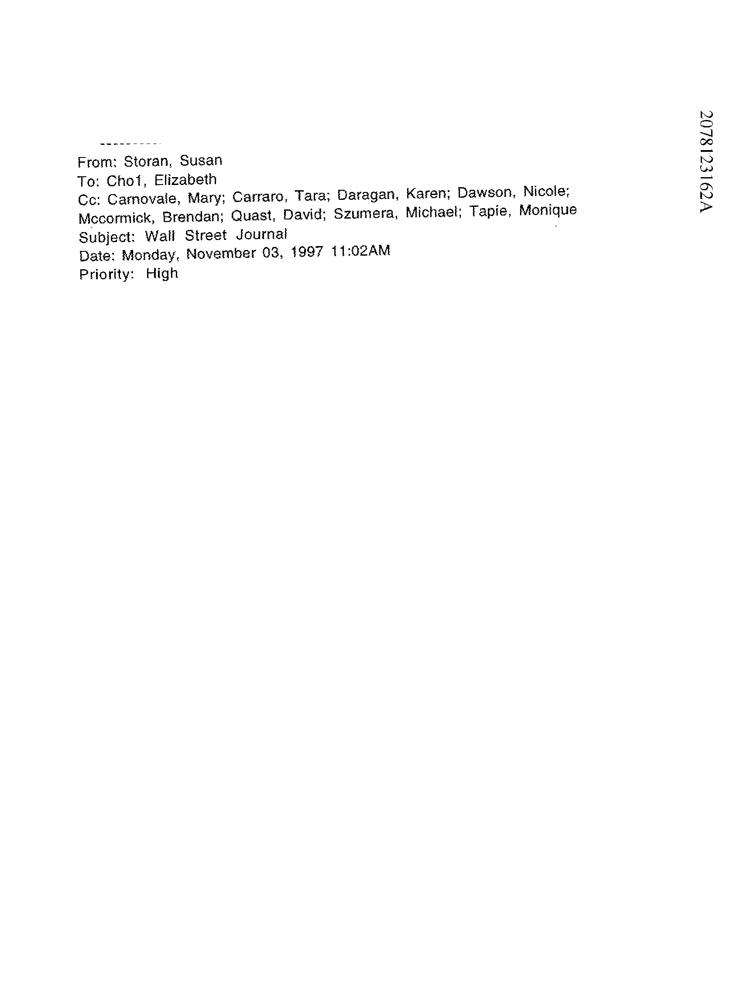 ----------
From: Storan, Susan
To: Cho1, Elizabeth
Cc: Carnovale, Mary; Carraro, Tara; Daragan, Karen; Dawson, Nicole;
Mccormick, Brendan; Quast, David; Szumera, Michael; Tapie, Monique
Subject: Wall Street Journal
Date: Monday, November 03, 1997 11:02AM
Priority: High
2078123162A